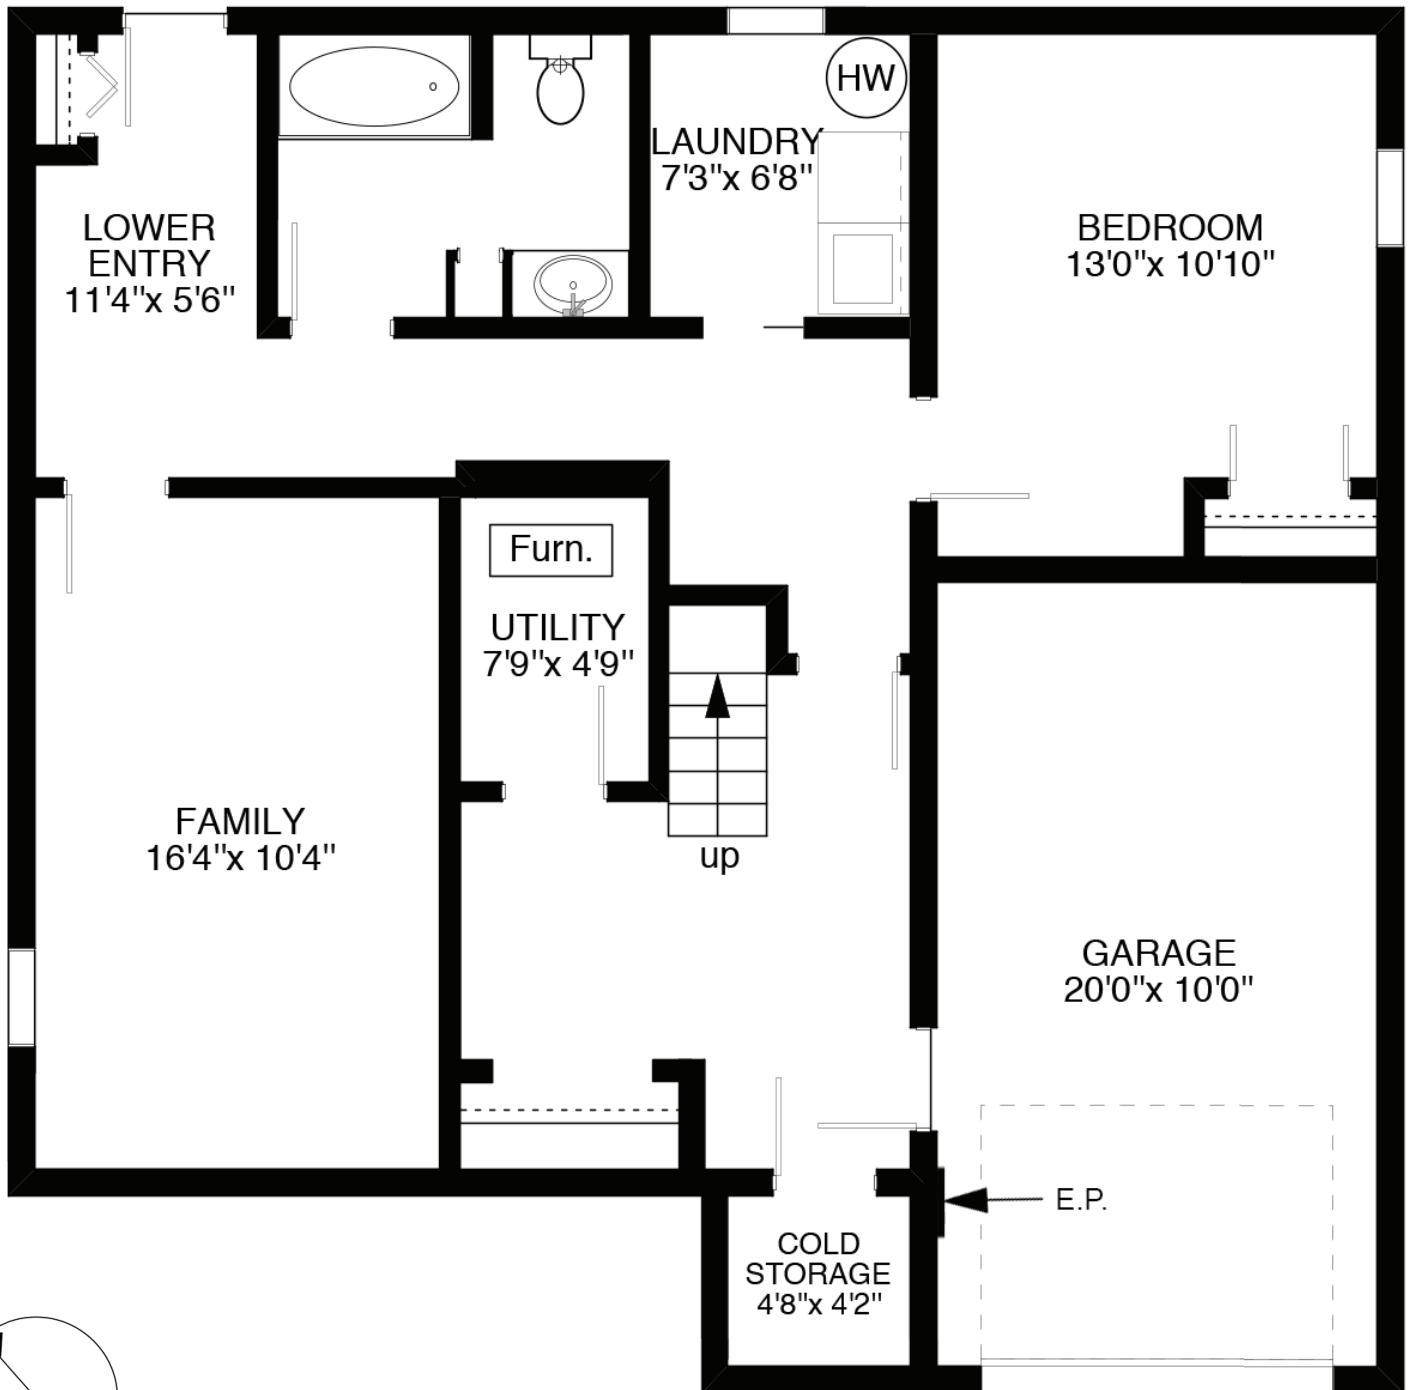 HW
LAUNDRY
7'3"x 6'8"
LOWER
ENTRY
11'4"x 5'6"
BEDROOM
13'0"x 10'10"
Furn.
UTILITY
7'9"x 4'9"
FAMILY
16'4"x 10'4"
up
GARAGE
20'0"x 10'0"
E.P.
COLD
STORAGE
4'8"x 4'2"